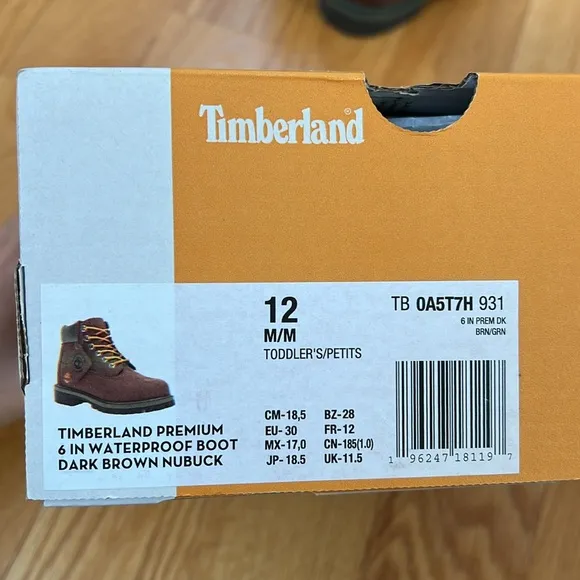 Timberland®
12
M/M
TODDLER'S/PETITS
TB 0A5T7H 931
6 IN PREM DK
BRN/GRN
TIMBERLAND PREMIUM
6 IN WATERPROOF BOOT
DARK BROWN NUBUCK
CM-18,5 BZ-28
EU- 30 FR-12
MX-17,0 CN-185(1.0)
JP-18.5 UK-11.5
1 96247 18119 7